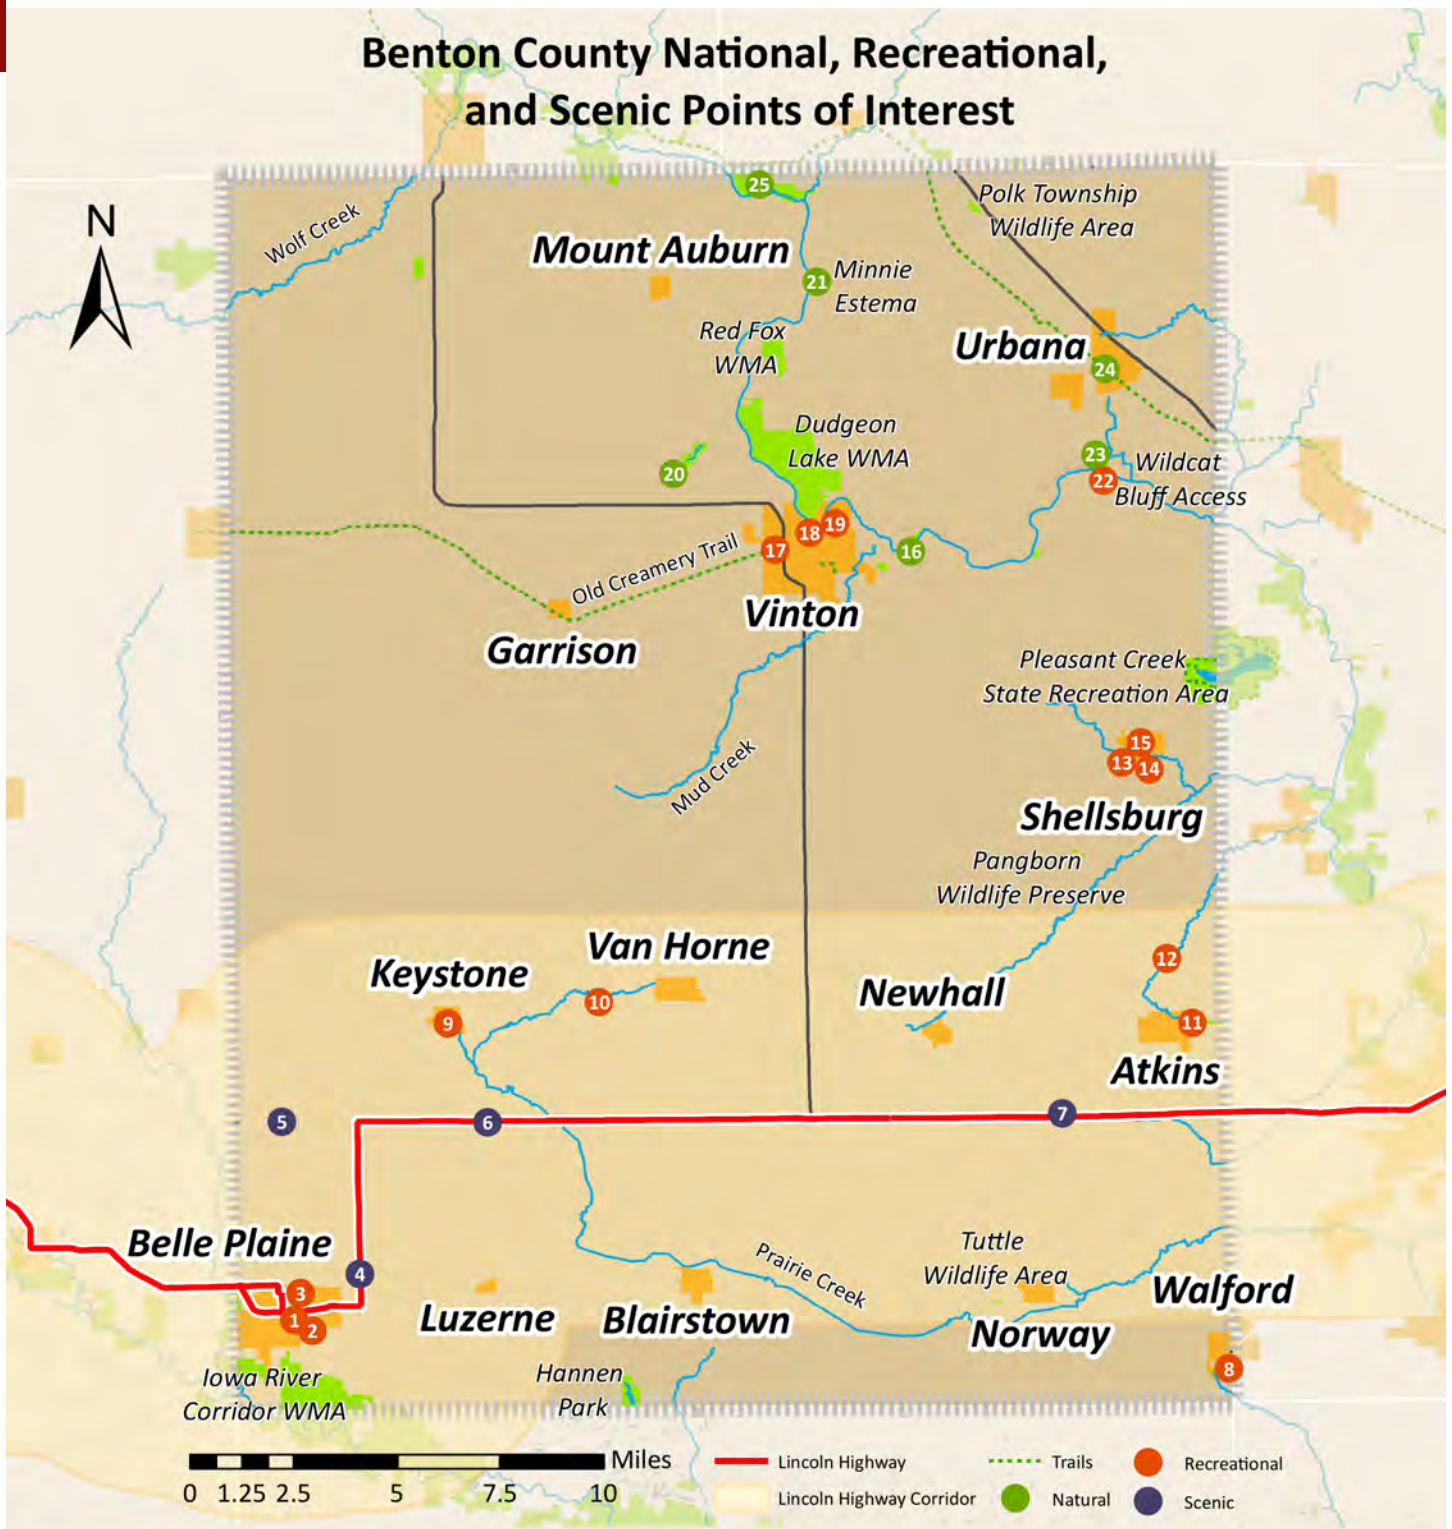 Benton County National, Recreational,
and Scenic Points of Interest
N
Wolf Creek
25
Polk Township
Wildlife Area
Mount Auburn
21
Minnie
Estema
Red Fox
WMA
Urbana
24
Dudgeon
Lake WMA
20
23
22
Wildcat
Bluff Access
19
18
17
16
Old Creamery Trail
Vinton
Garrison
Pleasant Creek
State Recreation Area
15
13
14
Mud Creek
Shellsburg
Pangborn
Wildlife Preserve
Van Horne
Keystone
12
10
9
Newhall
11
Atkins
5
6
7
Belle Plaine
4
3
1
2
Prairie Creek
Tuttle
Wildlife Area
Walford
Luzerne
Blairstown
Norway
8
Iowa River
Corridor WMA
Hannen
Park
Miles
0 1.25 2.5 5 7.5 10
Lincoln Highway
Lincoln Highway Corridor
Trails
Natural
Recreational
Scenic